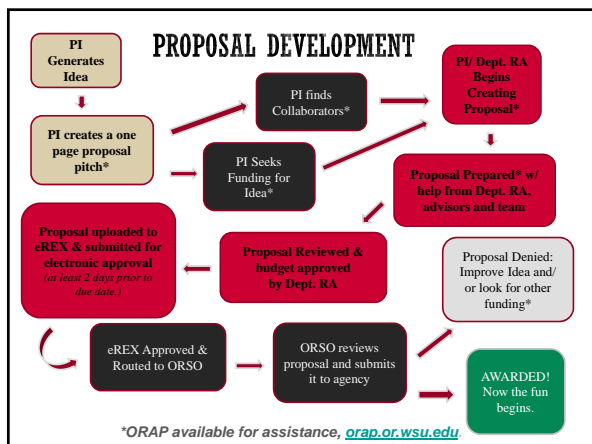 PROPOSAL DEVELOPMENT
PI
Generates
Idea
PI creates a one
page proposal
pitch*
PI finds
Collaborators*
PI Seeks
Funding for
Idea*
PI/ Dept. RA
Begins
Creating
Proposal*
Proposal Prepared* w/
help from Dept. RA,
advisors and team
Proposal Reviewed &
budget approved
by Dept. RA
Proposal uploaded to
eREX & submitted for
electronic approval
(at least 2 days prior to
due date.)
eREX Approved &
Routed to ORSO
ORSO reviews
proposal and submits
it to agency
Proposal Denied:
Improve Idea and/
or look for other
funding*
AWARDED!
Now the fun
begins.
*ORAP available for assistance, orap.or.wsu.edu.